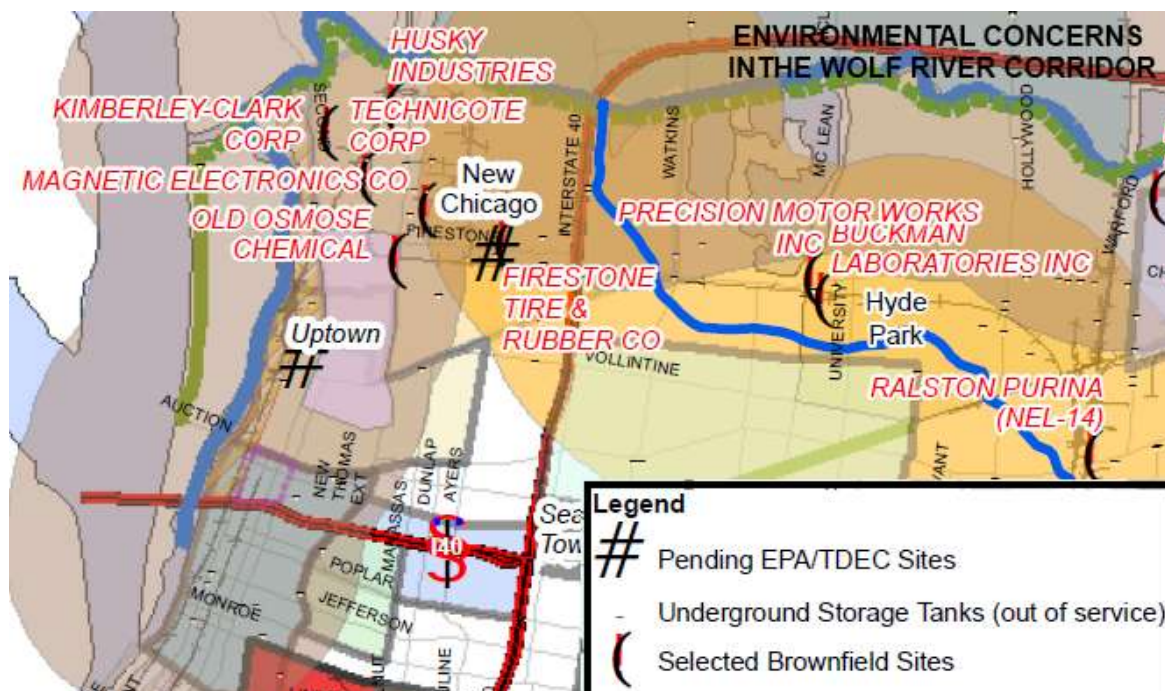 ENVIRONMENTAL CONCERNS
IN THE WOLF RIVER CORRIDOR
HUSKY
INDUSTRIES
KIMBERLEY-CLARK
CORP
TECHNICOTE
CORP
MAGNETIC ELECTRONICS CO
OLD OSMOSE
CHEMICAL
New
Chicago
FIRESTONE
FIRESTONE
TIRE &
RUBBER CO
INTERSTATE 40
WATKINS
MC LEAN
HOLLYWOOD
WARFORD
PRECISION MOTOR WORKS
INC
BUCKMAN
LABORATORIES INC
UNIVERSITY
Hyde
Park
RALSTON PURINA
(NEL-14)
VOLLINTINE
Uptown
AUCTION
NEW
THOMAS
EXT
DUNLAP
AYERS
MANASSAS
I40
POPLAR
JEFFERSON
MONROE
Legend
# Pending EPA/TDEC Sites
- Underground Storage Tanks (out of service)
( Selected Brownfield Sites